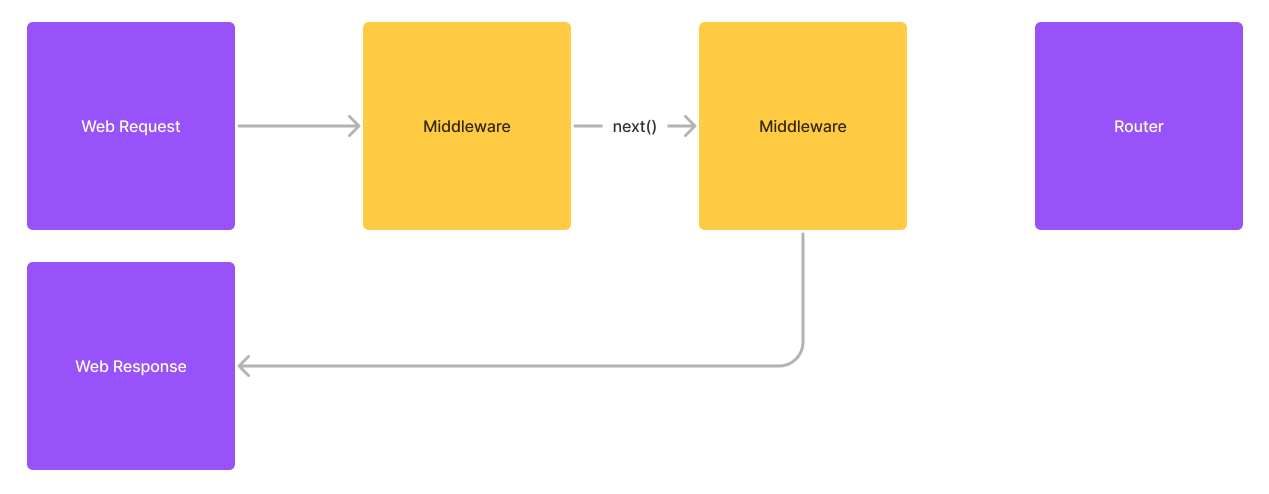 Web Request
Middleware
next()
Middleware
Router
Web Response